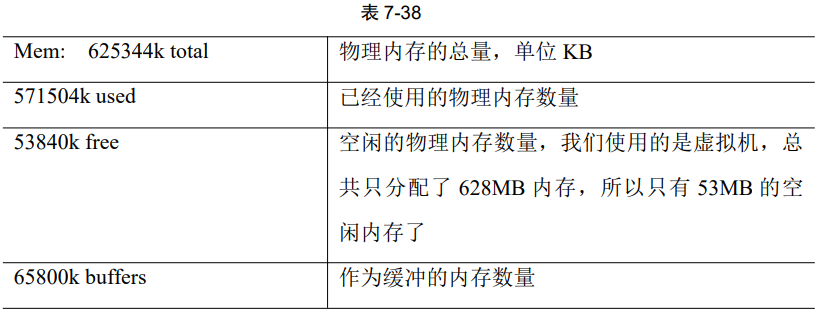 表 7-38
Mem: 625344k total
物理内存的总量，单位 KB
571504k used
已经使用的物理内存数量
53840k free
空闲的物理内存数量，我们使用的是虚拟机，总
共只分配了 628MB 内存，所以只有 53MB 的空
闲内存了
65800k buffers
作为缓冲的内存数量